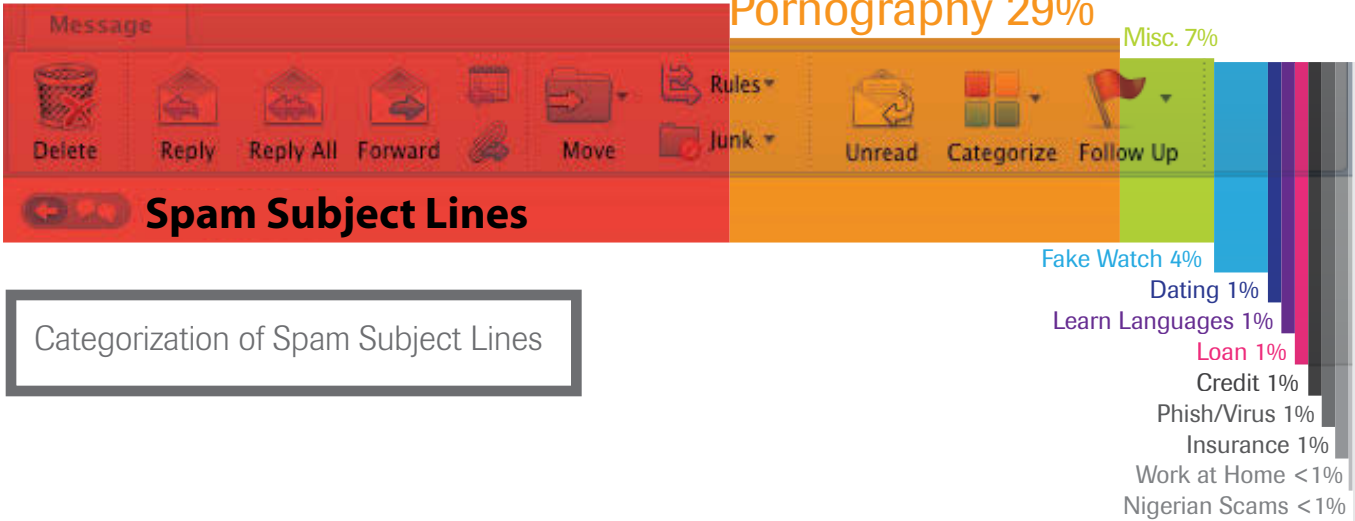 Pornography 29%
Message
Misc. 7%
Rules
Junk
Delete Reply Reply All Forward Move Unread Categorize Follow Up
Spam Subject Lines
Fake Watch 4%
Dating 1%
Learn Languages 1%
Categorization of Spam Subject Lines
Loan 1%
Credit 1%
Phish/Virus 1%
Insurance 1%
Work at Home <1%
Nigerian Scams <1%